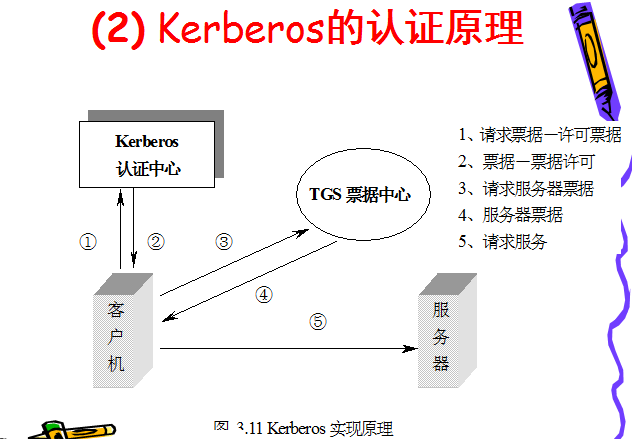 (2) Kerberos的认证原理
Kerberos
认证中心
TGS 票据中心
1、请求票据－许可票据
2、票据－票据许可
3、请求服务器票据
4、服务器票据
5、请求服务
①
②
③
④
⑤
客
户
机
服
务
器
图 3.11 Kerberos 实现原理